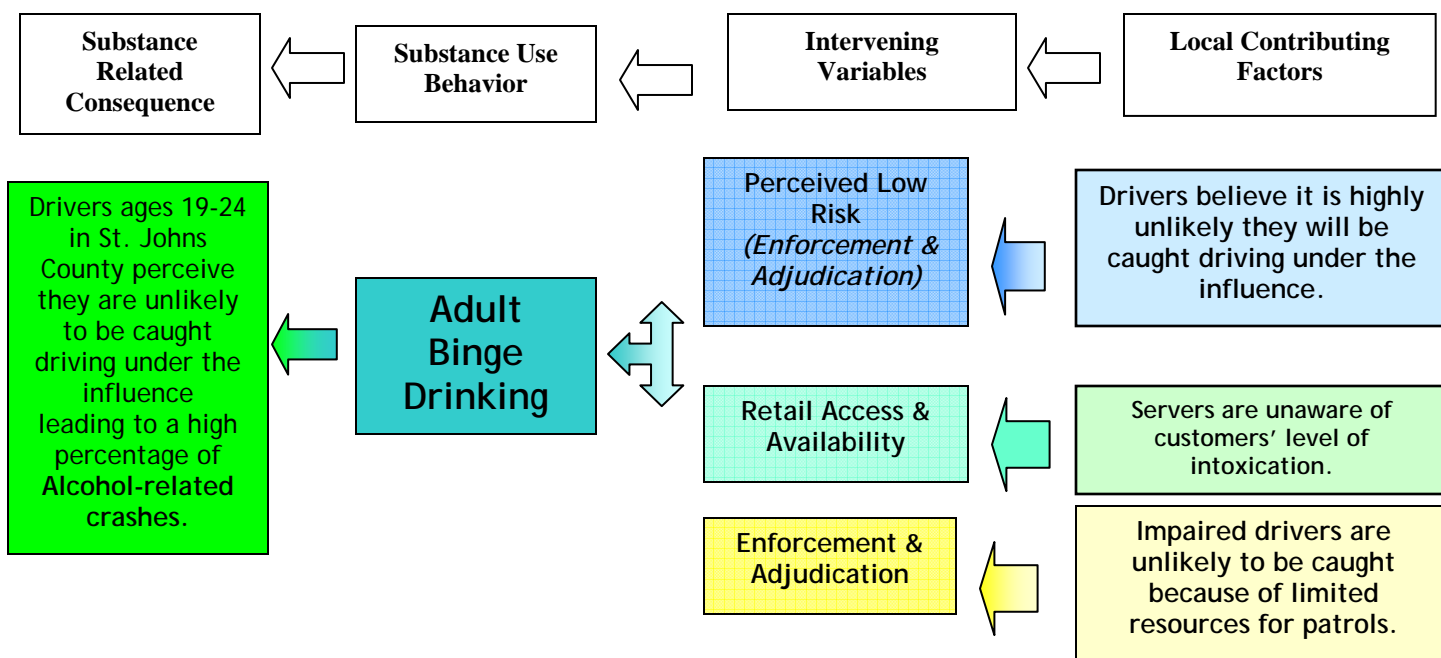 Substance
Related
Consequence
Substance Use
Behavior
Intervening
Variables
Local Contributing
Factors
Drivers ages 19-24
in St. Johns
County perceive
they are unlikely
to be caught
driving under the
influence
leading to a high
percentage of
Alcohol-related
crashes.
Adult
Binge
Drinking
Perceived Low
Risk
(Enforcement &
Adjudication)
Drivers believe it is highly
unlikely they will be
caught driving under the
influence.
Retail Access &
Availability
Servers are unaware of
customers’ level of
intoxication.
Enforcement &
Adjudication
Impaired drivers are
unlikely to be caught
because of limited
resources for patrols.